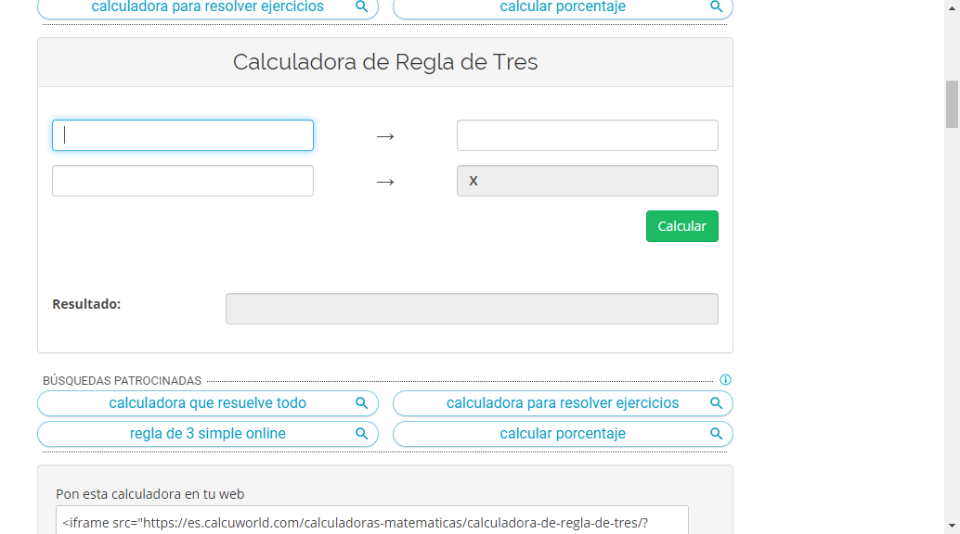 calculadora para resolver ejercicios calcular porcentaje
Calculadora de Regla de Tres
→
→ X
Calcular
Resultado:
BÚSQUEDAS PATROCINADAS
calculadora que resuelve todo calculadora para resolver ejercicios
regla de 3 simple online calcular porcentaje
Pon esta calculadora en tu web
<iframe src="https://es.calcuworld.com/calculadoras-matematicas/calculadora-de-regla-de-tres/?